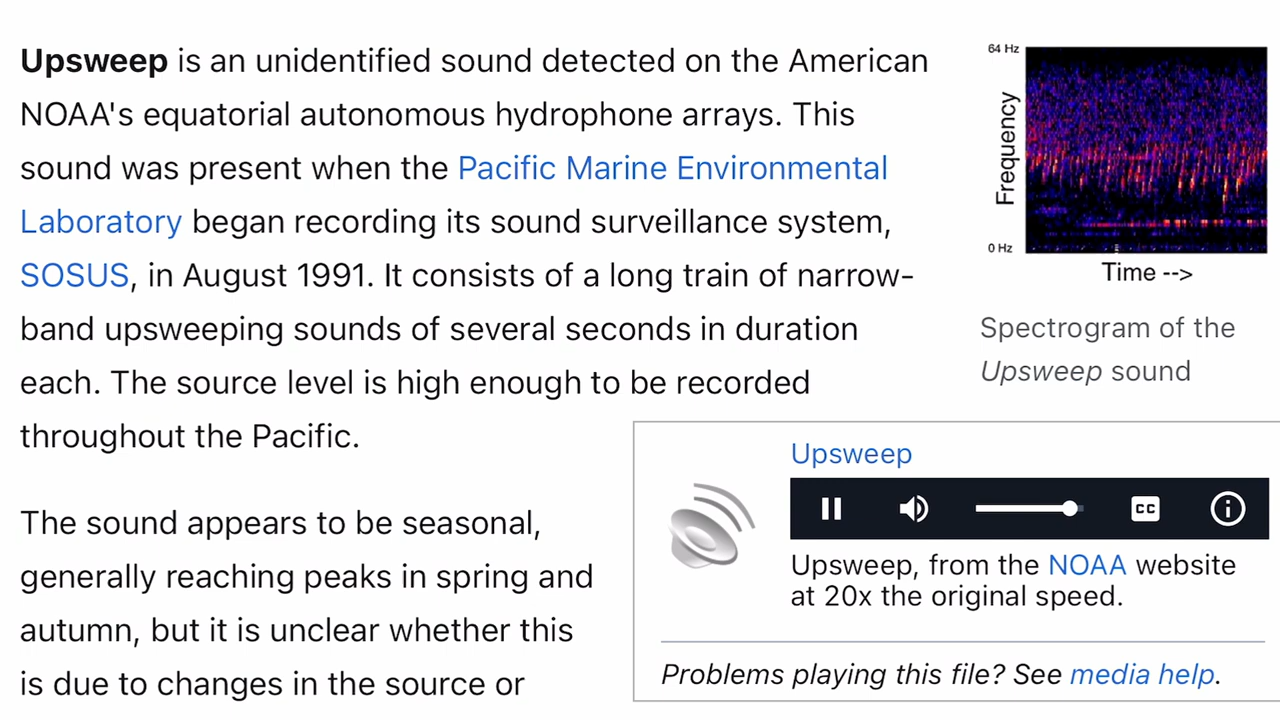 Upsweep is an unidentified sound detected on the American
NOAA's equatorial autonomous hydrophone arrays. This
sound was present when the Pacific Marine Environmental
Laboratory began recording its sound surveillance system,
SOSUS, in August 1991. It consists of a long train of narrow-
band upsweeping sounds of several seconds in duration
each. The source level is high enough to be recorded
throughout the Pacific.
The sound appears to be seasonal,
generally reaching peaks in spring and
autumn, but it is unclear whether this
is due to changes in the source or
64 Hz
Frequency
0 Hz
Time -->
Spectrogram of the
Upsweep sound
Upsweep
CC
Upsweep, from the NOAA website
at 20x the original speed.
Problems playing this file? See media help.